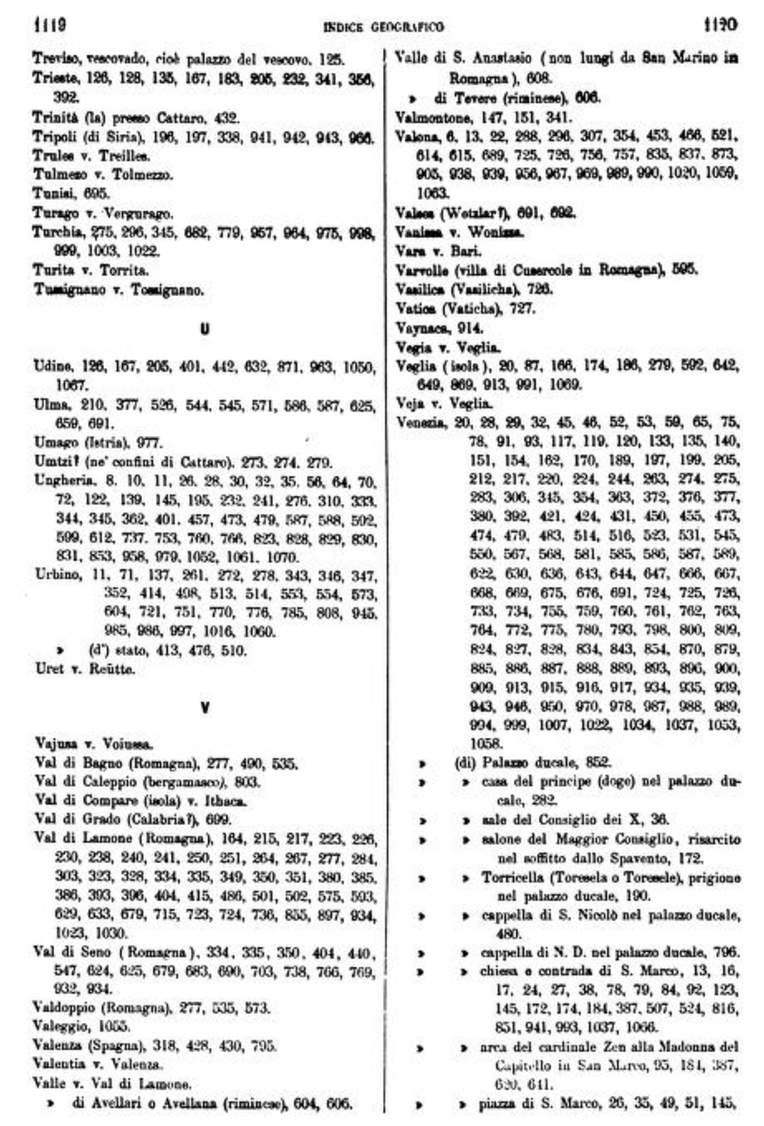 1119
INDICE GEOGRAFICO
1120
Treviso, vescovado, cioè palazzo del vescovo, 125.
Trieste, 126, 128, 135, 167, 183, 205, 232, 341, 356,
392.
Trinità (la) presso Cattaro, 432.
Tripoli (di Siria), 196, 197, 338, 941, 942, 943, 966.
Trules v. Treilles.
Tulmezo v. Tolmezzo.
Tunisi, 695.
Turago v. Vergurago.
Turchia, 275, 296, 345, 682, 779, 957, 964, 975, 998,
999, 1003, 1022.
Turita v. Torrita.
Tussignano v. Tossignano.
U
Udine, 126, 167, 205, 401, 442, 632, 871, 963, 1050,
1067.
Ulma, 210, 377, 526, 544, 545, 571, 586, 587, 625,
659, 691.
Umago (Istria), 977.
Umtzi? (ne' confini di Cattaro), 273, 274, 279.
Ungheria, 8, 10, 11, 26, 28, 30, 32, 35, 56, 64, 70,
72, 122, 139, 145, 195, 232, 241, 276, 310, 333,
344, 345, 362, 401, 457, 473, 479, 587, 588, 592,
599, 612, 737, 753, 760, 766, 823, 828, 829, 830,
831, 853, 958, 979, 1052, 1061, 1070.
Urbino, 11, 71, 137, 261, 272, 278, 343, 346, 347,
352, 414, 498, 513, 514, 553, 554, 573,
604, 721, 751, 770, 776, 785, 808, 945,
985, 986, 997, 1016, 1060.
» (d') stato, 413, 476, 510.
Uret v. Reütte.
V
Vajusa v. Voiussa.
Val di Bagno (Romagna), 277, 490, 535.
Val di Caleppio (bergamasco), 803.
Val di Compare (isola) v. Ithaca.
Val di Grado (Calabria?), 699.
Val di Lamone (Romagna), 164, 215, 217, 223, 226,
230, 238, 240, 241, 250, 251, 264, 267, 277, 284,
303, 323, 328, 334, 335, 349, 350, 351, 380, 385,
386, 393, 396, 404, 415, 486, 501, 502, 575, 593,
629, 633, 679, 715, 723, 724, 736, 855, 897, 934,
1023, 1030.
Val di Seno (Romagna), 334, 335, 350, 404, 440,
547, 624, 625, 679, 683, 690, 703, 738, 766, 769,
932, 934.
Valdoppio (Romagna), 277, 535, 573.
Valeggio, 1055.
Valenza (Spagna), 318, 428, 430, 795.
Valentia v. Valenza.
Valle v. Val di Lamone.
» di Avellari o Avellana (riminese), 604, 606.
Valle di S. Anastasio (non lungi da San Marino in
Romagna), 608.
» di Tevere (riminese), 606.
Valmontone, 147, 151, 341.
Valona, 6, 13, 22, 288, 296, 307, 354, 453, 466, 521,
614, 615, 689, 725, 726, 756, 757, 835, 837, 873,
905, 938, 939, 956, 967, 969, 989, 990, 1020, 1059,
1063.
(Wetzlar?), 691, 692.
Vanissa v. Wonissa.
Vara v. Bari.
Varvolle (villa di Cusercole in Romagna), 595.
Vasilica (Vasilicha), 726.
Vatica (Vaticha), 727.
Vaynaca, 914.
Vegia v. Veglia.
Veglia (isola), 20, 87, 166, 174, 186, 279, 592, 642,
649, 869, 913, 991, 1069.
Veja v. Veglia.
Venezia, 20, 28, 29, 32, 45, 46, 52, 53, 59, 65, 75,
78, 91, 93, 117, 119, 120, 133, 135, 140,
151, 154, 162, 170, 189, 197, 199, 205,
212, 217, 220, 224, 244, 263, 274, 275,
283, 306, 345, 354, 363, 372, 376, 377,
380, 392, 421, 424, 431, 450, 455, 473,
474, 479, 483, 514, 516, 523, 531, 545,
550, 567, 568, 581, 585, 586, 587, 589,
622, 630, 636, 643, 644, 647, 666, 667,
668, 669, 675, 676, 691, 724, 725, 726,
733, 734, 755, 759, 760, 761, 762, 763,
764, 772, 775, 780, 793, 798, 800, 809,
824, 827, 828, 834, 843, 854, 870, 879,
885, 886, 887, 888, 889, 893, 896, 900,
909, 913, 915, 916, 917, 934, 935, 939,
943, 946, 950, 970, 978, 987, 988, 989,
994, 999, 1007, 1022, 1034, 1037, 1053,
1058.
» (di) Palazzo ducale, 852.
» » casa del principe (doge) nel palazzo du-
cale, 282.
» » sale del Consiglio dei X, 36.
» » salone del Maggior Consiglio, risarcito
nel soffitto dallo Spavento, 172.
» » Torricella (Toresela o Toresele), prigione
nel palazzo ducale, 190.
» » cappella di S. Nicolò nel palazzo ducale,
480.
» » cappella di N. D. nel palazzo ducale, 796.
» » chiesa e contrada di S. Marco, 13, 16,
17, 24, 27, 38, 78, 79, 84, 92, 123,
145, 172, 174, 184, 387, 507, 524, 816,
851, 941, 993, 1037, 1066.
» » arca del cardinale Zen alla Madonna del
Capitello in San Marco, 95, 184, 387,
620, 641.
» » piazza di S. Marco, 26, 35, 49, 51, 145,